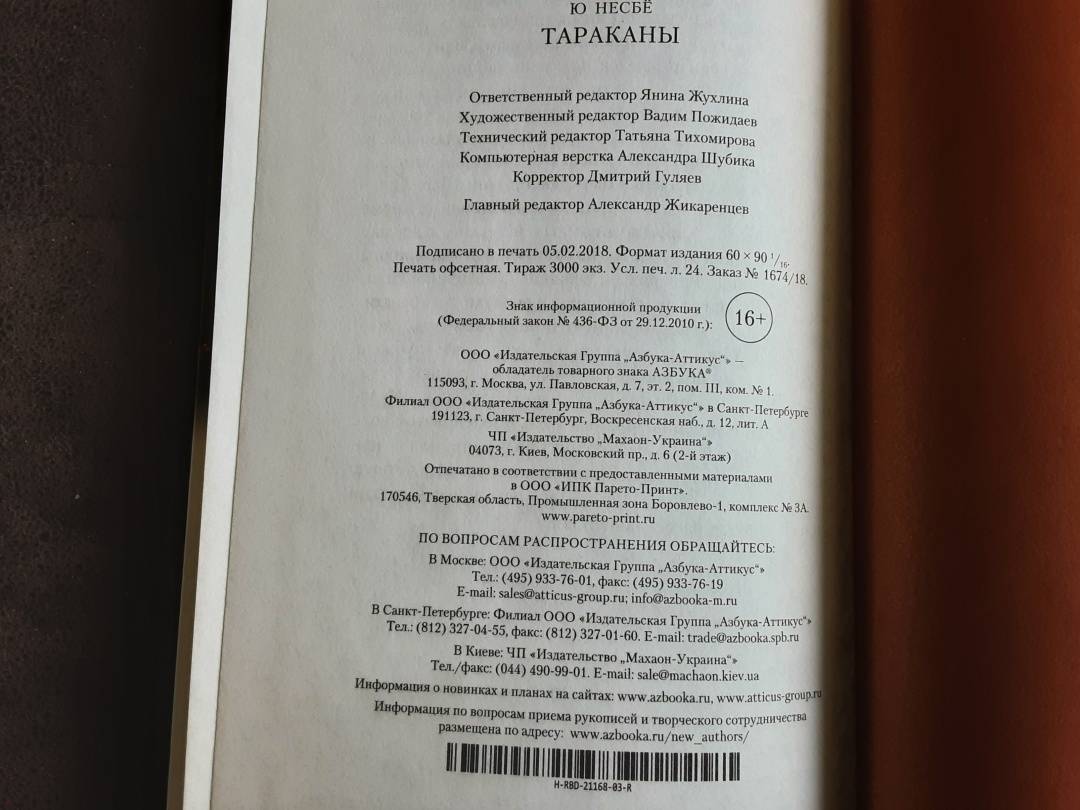 Ю НЕСБЁ
ТАРАКАНЫ
Ответственный редактор Янина Жухлина
Художественный редактор Вадим Пожидаев
Технический редактор Татьяна Тихомирова
Компьютерная верстка Александра Шубика
Корректор Дмитрий Гуляев
Главный редактор Александр Жикаренцев
Подписано в печать 05.02.2018. Формат издания 60 × 90 1/16.
Печать офсетная. Тираж 3000 экз. Усл. печ. л. 24. Заказ № 1674/18.
Знак информационной продукции
(Федеральный закон № 436-ФЗ от 29.12.2010 г.): 16+
ООО «Издательская Группа „Азбука-Аттикус“» —
обладатель товарного знака АЗБУКА®
115093, г. Москва, ул. Павловская, д. 7, эт. 2, пом. III, ком. № 1.
Филиал ООО «Издательская Группа „Азбука-Аттикус“» в Санкт-Петербурге
191123, г. Санкт-Петербург, Воскресенская наб., д. 12, лит. А
ЧП «Издательство „Махаон-Украина“»
04073, г. Киев, Московский пр., д. 6 (2-й этаж)
Отпечатано в соответствии с предоставленными материалами
в ООО «ИПК Парето-Принт».
170546, Тверская область, Промышленная зона Боровлево-1, комплекс № 3А.
www.pareto-print.ru
ПО ВОПРОСАМ РАСПРОСТРАНЕНИЯ ОБРАЩАЙТЕСЬ:
В Москве: ООО «Издательская Группа „Азбука-Аттикус“»
Тел.: (495) 933-76-01, факс: (495) 933-76-19
E-mail: sales@atticus-group.ru; info@azbooka-m.ru
В Санкт-Петербурге: Филиал ООО «Издательская Группа „Азбука-Аттикус“»
Тел.: (812) 327-04-55, факс: (812) 327-01-60. E-mail: trade@azbooka.spb.ru
В Киеве: ЧП «Издательство „Махаон-Украина“»
Тел./факс: (044) 490-99-01. E-mail: sale@machaon.kiev.ua
Информация о новинках и планах на сайтах: www.azbooka.ru, www.atticus-group.ru
Информация по вопросам приема рукописей и творческого сотрудничества
размещена по адресу: www.azbooka.ru/new_authors/
H-RBD-21168-03-R